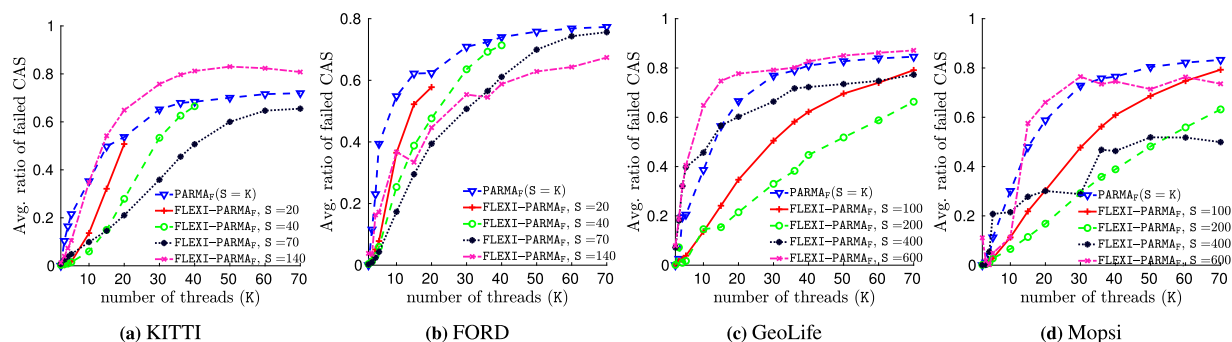 Avg. ratio of failed CAS
1
0.8
0.6
0.4
0.2
0
0 10 20 30 40 50 60 70
number of threads (K)
PARMA_F(S = K)
FLEXI-PARMA_F, S = 20
FLEXI-PARMA_F, S = 40
FLEXI-PARMA_F, S = 70
FLEXI-PARMA_F, S = 140
(a) KITTI
Avg. ratio of failed CAS
0.8
0.6
0.4
0.2
0
0 10 20 30 40 50 60 70
number of threads (K)
PARMA_F(S = K)
FLEXI-PARMA_F, S = 20
FLEXI-PARMA_F, S = 40
FLEXI-PARMA_F, S = 70
FLEXI-PARMA_F, S = 140
(b) FORD
Avg. ratio of failed CAS
1
0.8
0.6
0.4
0.2
0
0 10 20 30 40 50 60 70
number of threads (K)
PARMA_F(S = K)
FLEXI-PARMA_F, S = 100
FLEXI-PARMA_F, S = 200
FLEXI-PARMA_F, S = 400
FLEXI-PARMA_F, S = 600
(c) GeoLife
Avg. ratio of failed CAS
1
0.8
0.6
0.4
0.2
0
0 10 20 30 40 50 60 70
number of threads (K)
PARMA_F(S = K)
FLEXI-PARMA_F, S = 100
FLEXI-PARMA_F, S = 200
FLEXI-PARMA_F, S = 400
FLEXI-PARMA_F, S = 600
(d) Mopsi